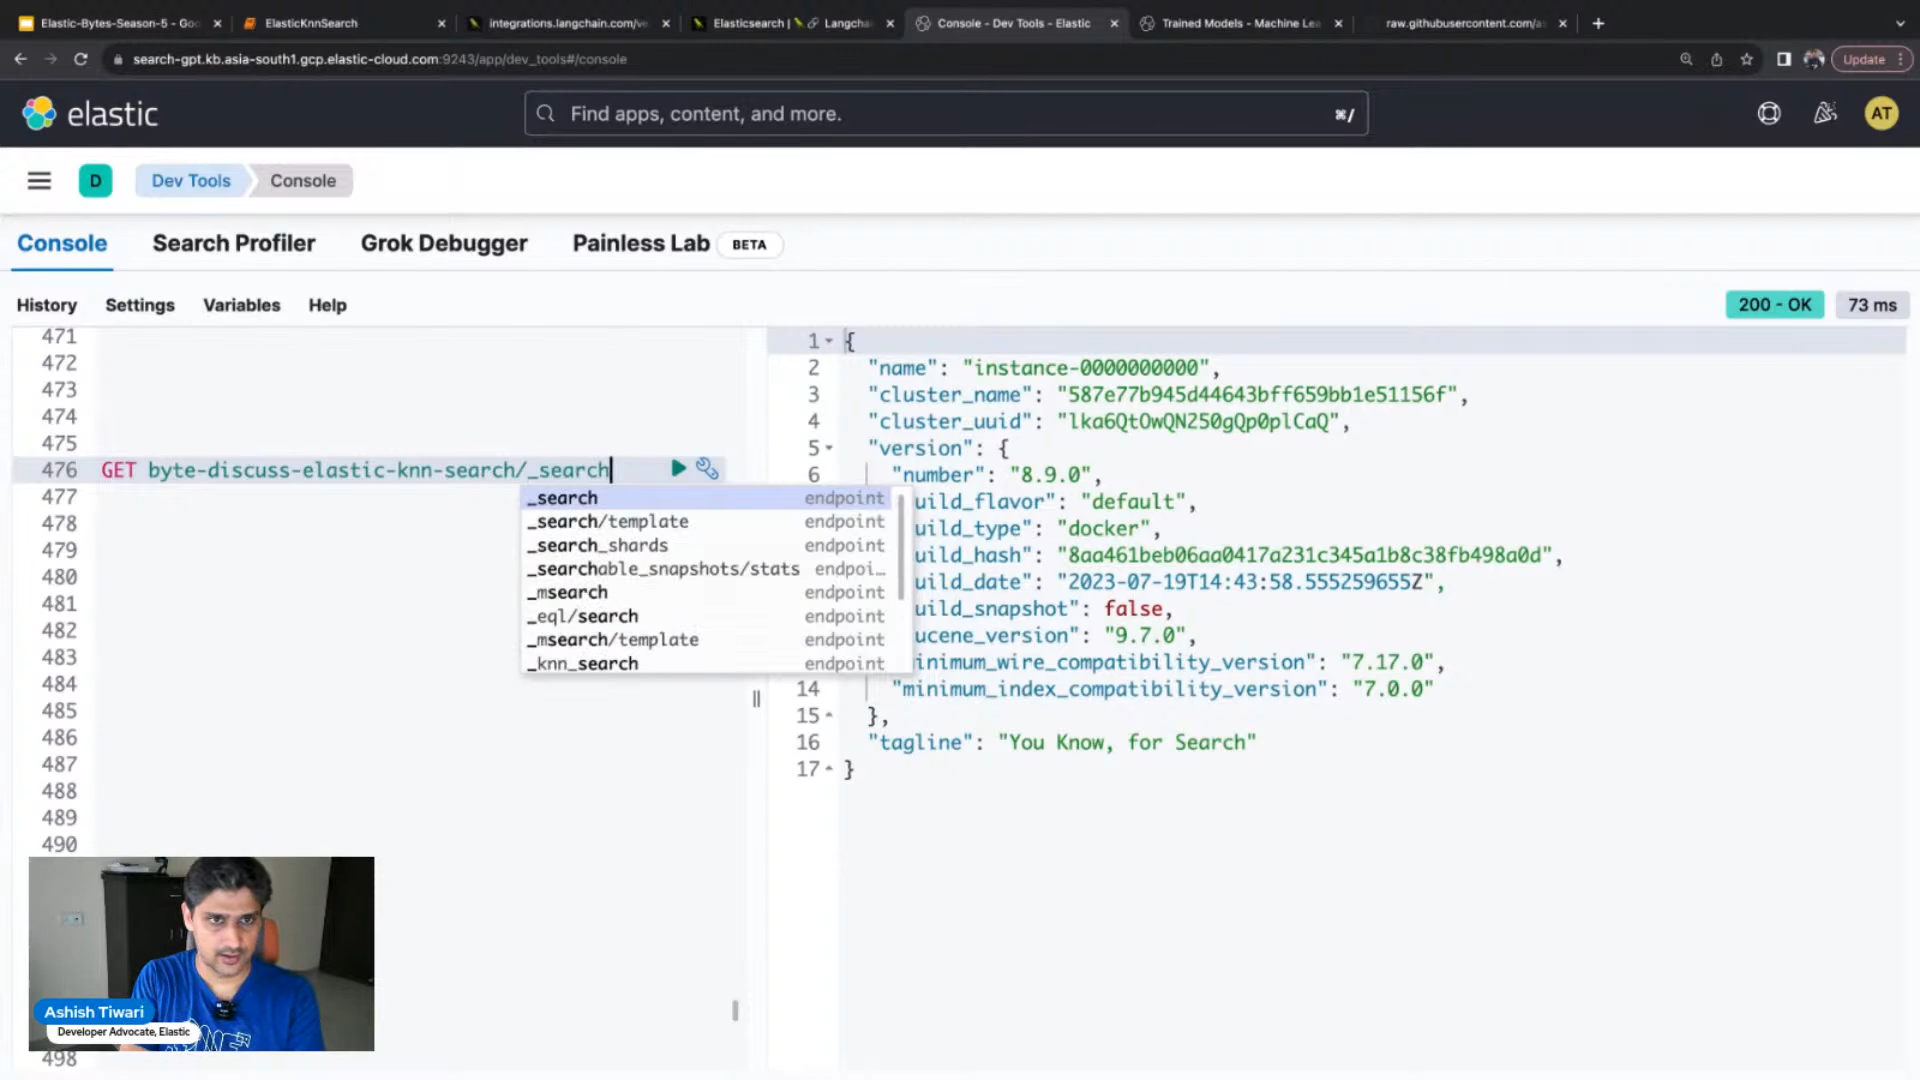 Elastic-Bytes-Season-5 - Goo
ElasticKnnSearch
integrations.langchain.com/ve
Elasticsearch | Langcha
Console - Dev Tools - Elastic
Trained Models - Machine Lea
raw.githubusercontent.com/as
search-gpt.kb.asia-south1.gcp.elastic-cloud.com:9243/app/dev_tools#/console
Update
elastic
Find apps, content, and more.
⌘/
AT
D
Dev Tools
Console
Console
Search Profiler
Grok Debugger
Painless Lab
BETA
History
Settings
Variables
Help
200 - OK
73 ms
471
472
473
474
475
476 GET byte-discuss-elastic-knn-search/_search
477
478
479
480
481
482
483
484
485
486
487
488
489
490
498
_search endpoint
_search/template endpoint
_search_shards endpoint
_searchable_snapshots/stats endpoi…
_msearch endpoint
_eql/search endpoint
_msearch/template endpoint
_knn_search endpoint
1 {
2 "name": "instance-0000000000",
3 "cluster_name": "587e77b945d44643bff659bb1e51156f",
4 "cluster_uuid": "lka6QtOwQN250gQp0plCaQ",
5 "version": {
6 "number": "8.9.0",
uild_flavor": "default",
uild_type": "docker",
uild_hash": "8aa461beb06aa0417a231c345a1b8c38fb498a0d",
uild_date": "2023-07-19T14:43:58.555259655Z",
uild_snapshot": false,
ucene_version": "9.7.0",
inimum_wire_compatibility_version": "7.17.0",
14 "minimum_index_compatibility_version": "7.0.0"
15 },
16 "tagline": "You Know, for Search"
17 }
Ashish Tiwari
Developer Advocate, Elastic